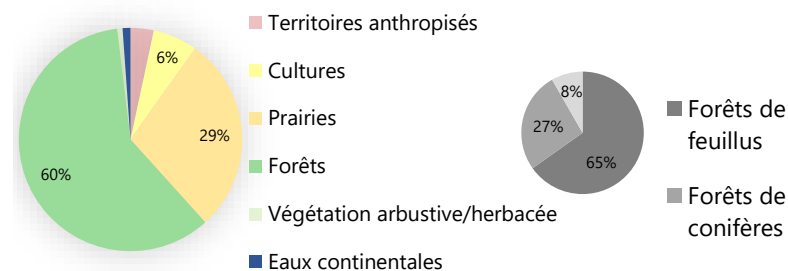 6%
29%
60%
Territoires anthropisés
Cultures
Prairies
Forêts
Végétation arbustive/herbacée
Eaux continentales
8%
27%
65%
Forêts de
feuillus
Forêts de
conifères